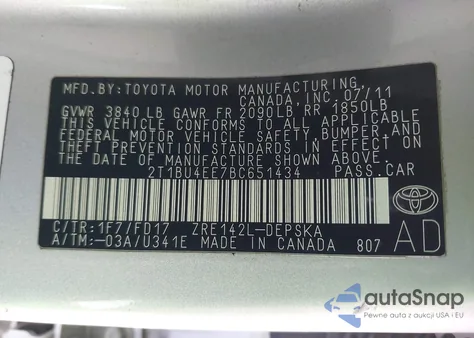 MFD.BY:TOYOTA MOTOR MANUFACTURING
CANADA, INC. 07/11
GVWR 3840 LB GAWR FR 2090LB RR 1850LB
THIS VEHICLE CONFORMS TO ALL APPLICABLE
FEDERAL MOTOR VEHICLE SAFETY, BUMPER, AND
THEFT PREVENTION STANDARDS IN EFFECT ON
THE DATE OF MANUFACTURE SHOWN ABOVE.
2T1BU4EE7BC651434 PASS.CAR
C/TR:1F7/FD17 ZRE142L-DEPSKA
A/TM:-03A/U341E MADE IN CANADA 807
AD
autoSnap
Pewne auta z aukcji USA i EU